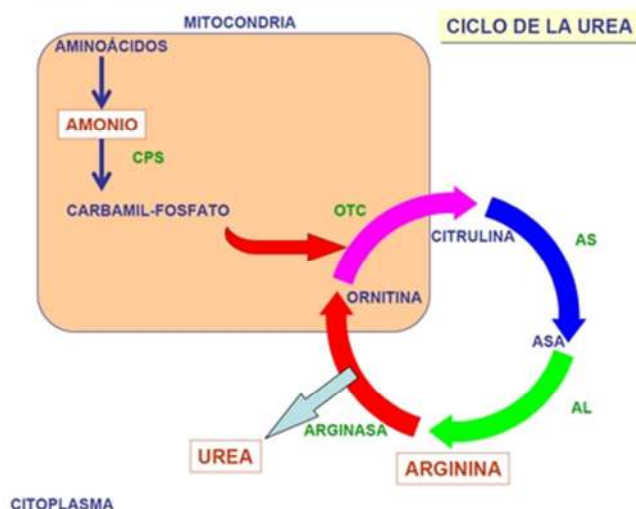 MITOCONDRIA
CICLO DE LA UREA
AMINOÁCIDOS
AMONIO
CPS
CARBAMIL-FOSFATO
OTC
CITRULINA
AS
ORNITINA
ASA
AL
ARGINASA
UREA
ARGININA
CITOPLASMA